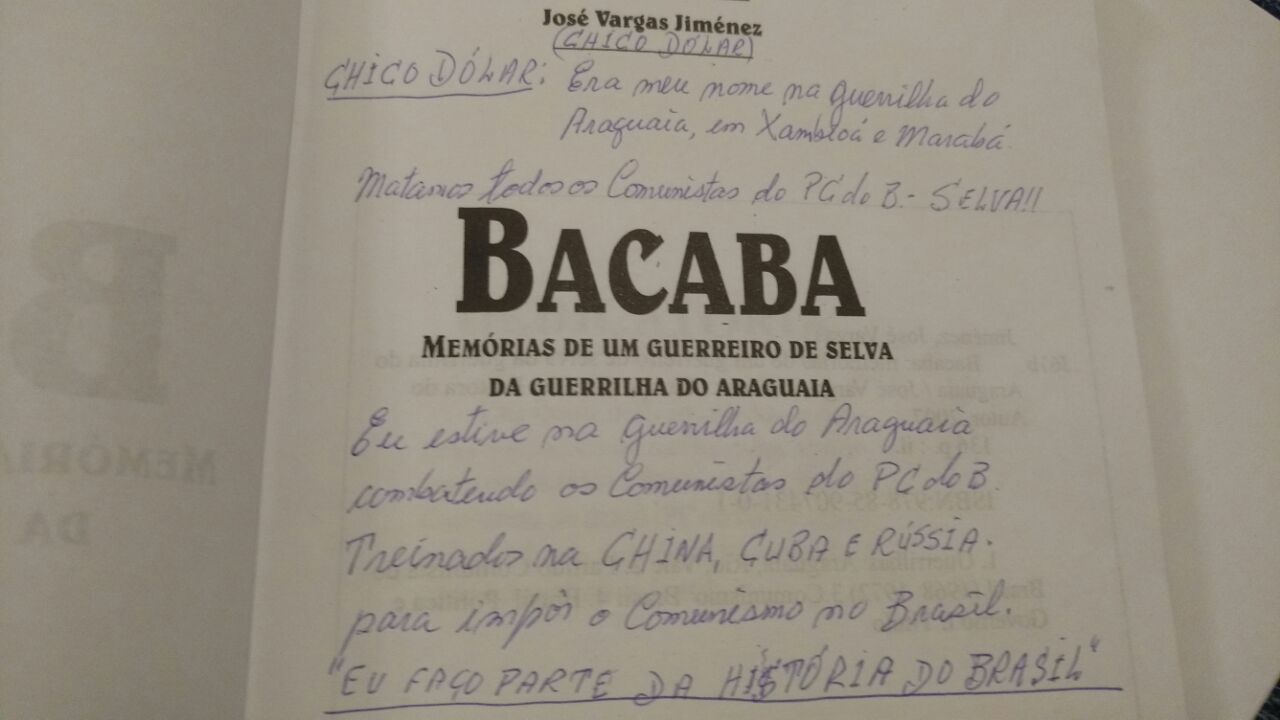 José Vargas Jiménez
(CHICO DÓLAR)
CHICO DÓLAR: Era meu nome na guerrilha do
Araguaia, em Xambioá e Marabá.
Matamos todos os Comunistas do PC do B.- SELVA!!
BACABA
MEMÓRIAS DE UM GUERREIRO DE SELVA
DA GUERRILHA DO ARAGUAIA
Eu estive na guerrilha do Araguaia
combatendo os Comunistas do PC do B.
Treinados na CHINA, CUBA E RÚSSIA.
para impôr o Comunismo no Brasil.
"EU FAÇO PARTE DA HISTÓRIA DO BRASIL"